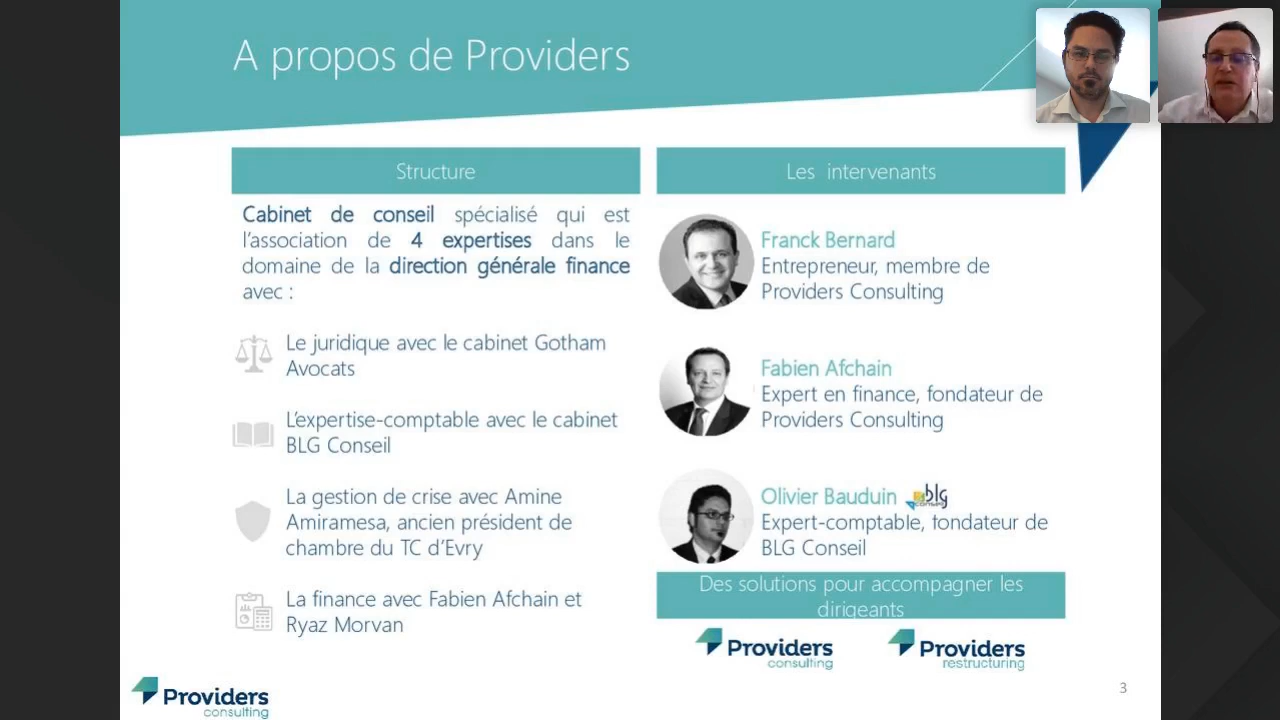 A propos de Providers
Structure
Cabinet de conseil spécialisé qui est
l'association de 4 expertises dans le
domaine de la direction générale finance
avec :
Le juridique avec le cabinet Gotham
Avocats
L'expertise-comptable avec le cabinet
BLG Conseil
La gestion de crise avec Amine
Amiramesa, ancien président de
chambre du TC d'Evry
La finance avec Fabien Afchain et
Ryaz Morvan
Les intervenants
Franck Bernard
Entrepreneur, membre de
Providers Consulting
Fabien Afchain
Expert en finance, fondateur de
Providers Consulting
Olivier Bauduin blg
Expert-comptable, fondateur de
BLG Conseil
Des solutions pour accompagner les
dirigeants
Providers
consulting
Providers
restructuring
Providers
consulting
3